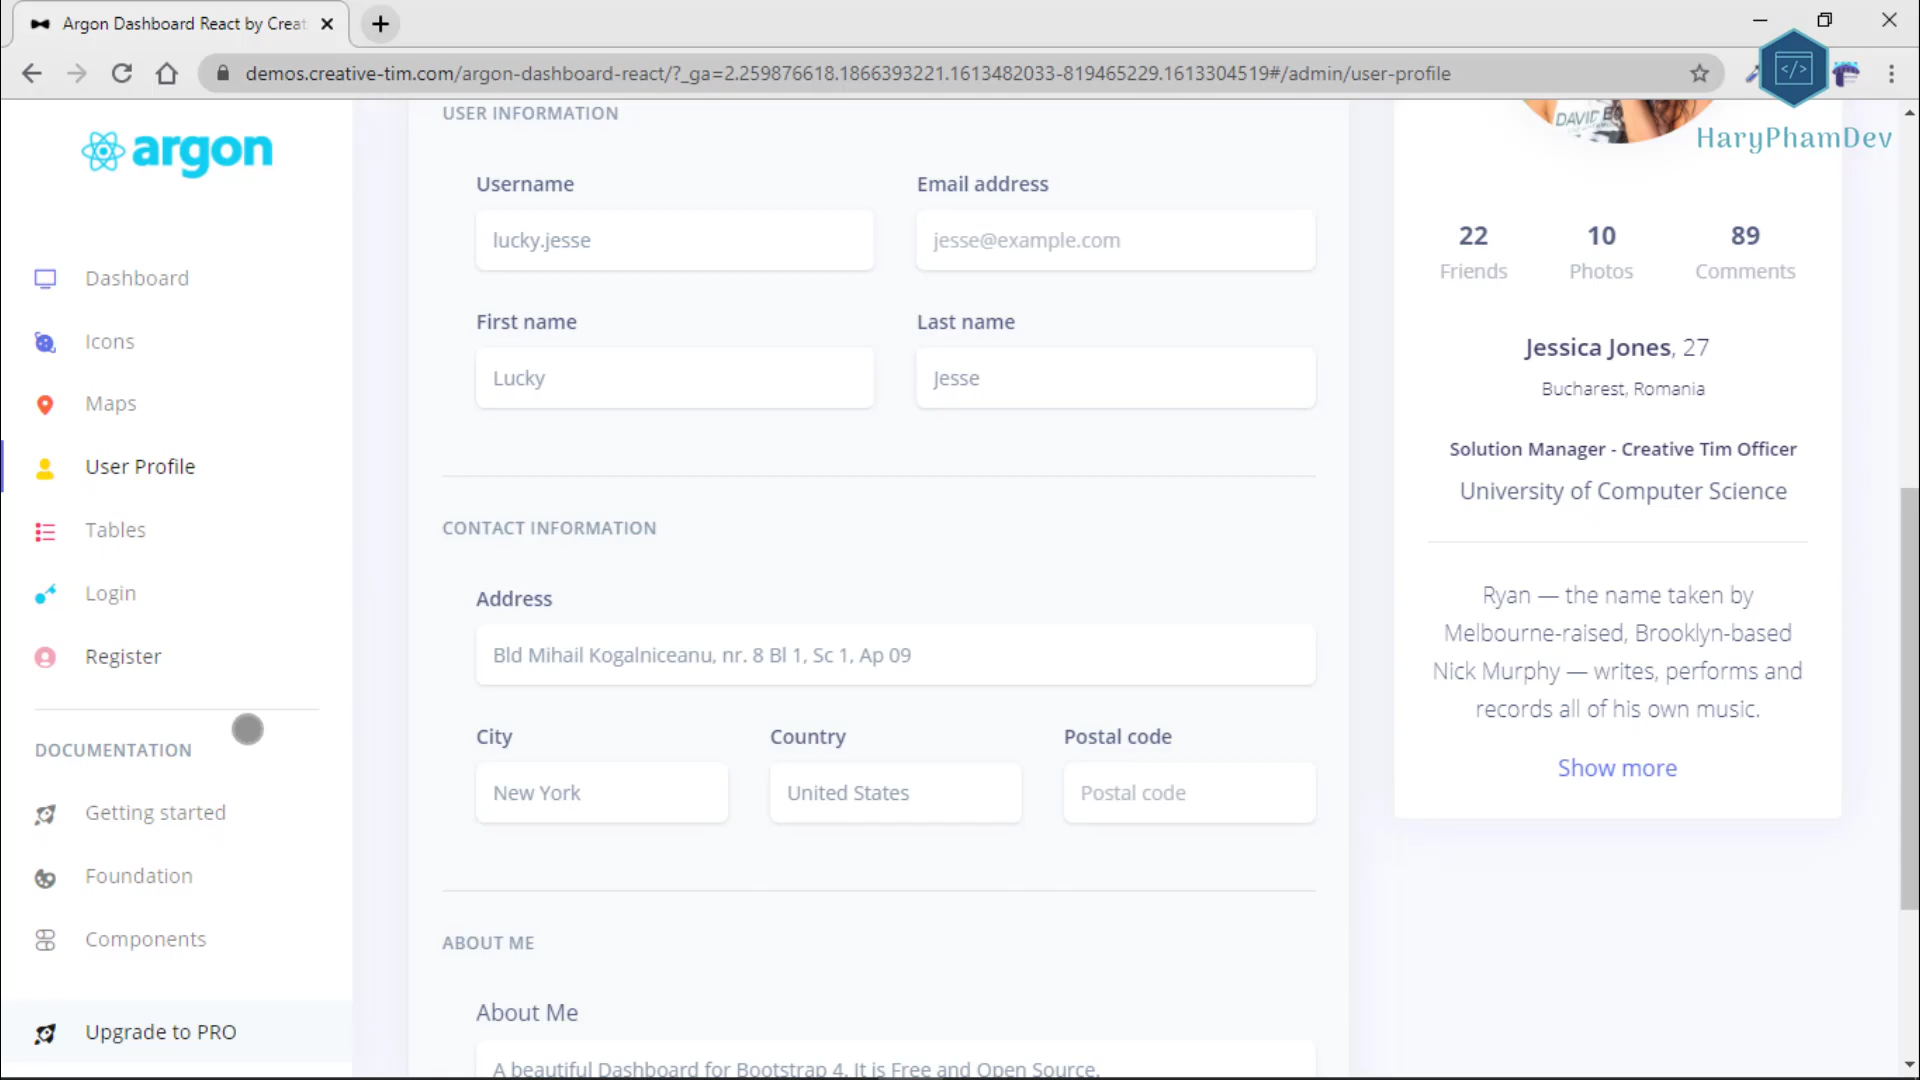 Argon Dashboard React by Creat
demos.creative-tim.com/argon-dashboard-react/?_ga=2.259876618.1866393221.1613482033-819465229.1613304519#/admin/user-profile
HaryPhamDev
argon
Dashboard
Icons
Maps
User Profile
Tables
Login
Register
DOCUMENTATION
Getting started
Foundation
Components
Upgrade to PRO
USER INFORMATION
Username
Email address
lucky.jesse
jesse@example.com
First name
Last name
Lucky
Jesse
CONTACT INFORMATION
Address
Bld Mihail Kogalniceanu, nr. 8 Bl 1, Sc 1, Ap 09
City
Country
Postal code
New York
United States
Postal code
ABOUT ME
About Me
A beautiful Dashboard for Bootstrap 4. It is Free and Open Source.
22
10
89
Friends
Photos
Comments
Jessica Jones, 27
Bucharest, Romania
Solution Manager - Creative Tim Officer
University of Computer Science
Ryan — the name taken by
Melbourne-raised, Brooklyn-based
Nick Murphy — writes, performs and
records all of his own music.
Show more